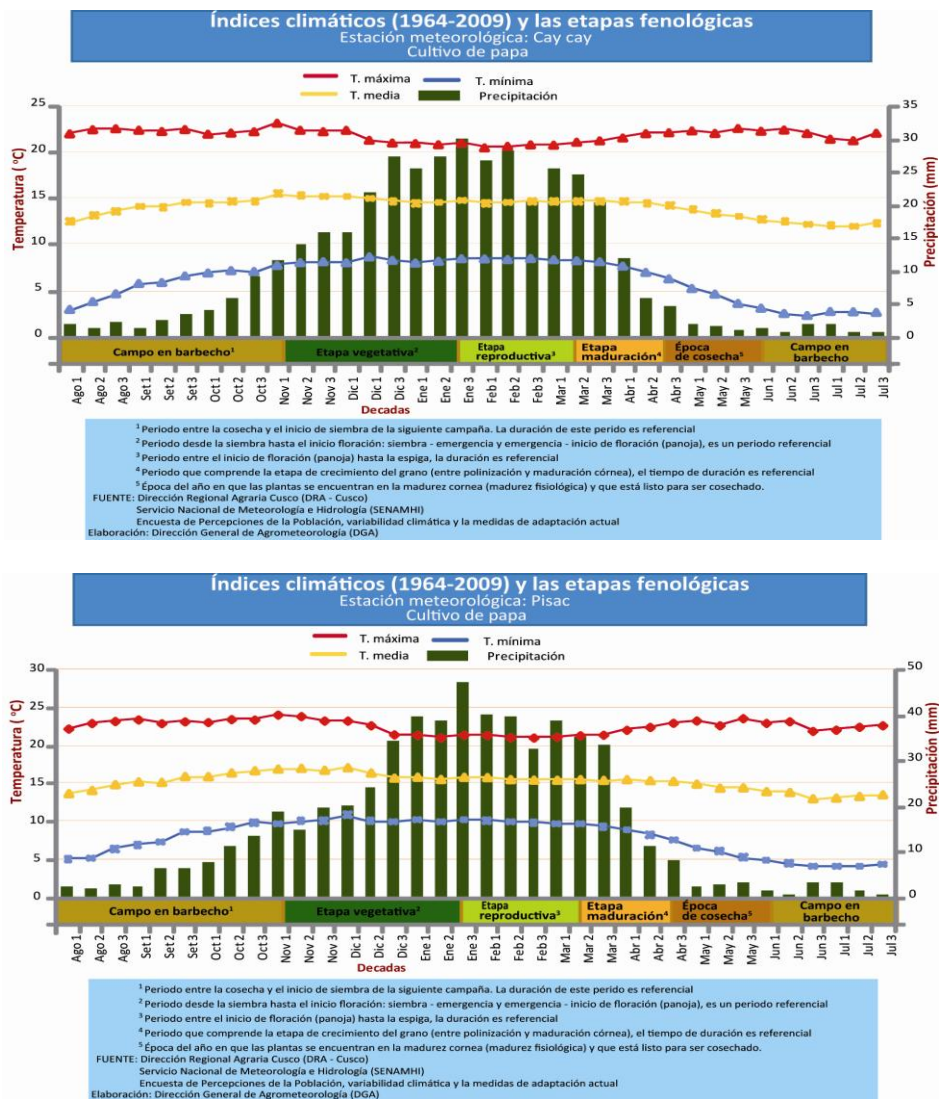 Índices climáticos (1964-2009) y las etapas fenológicas
Estación meteorológica: Cay cay
Cultivo de papa
T. máxima T. mínima
T. media Precipitación
Temperatura (°C)
25
20
15
10
5
0
Precipitación (mm)
35
30
25
20
15
10
5
0
Campo en barbecho¹ Etapa vegetativa² Etapa reproductiva³ Etapa maduración⁴ Época de cosecha⁵ Campo en barbecho
Ago 1 Ago 2 Ago 3 Set1 Set2 Set3 Oct1 Oct2 Oct3 Nov 1 Nov 2 Nov 3 Dic 1 Dic 2 Dic 3 Ene 1 Ene 2 Ene 3 Feb 1 Feb 2 Feb 3 Mar 1 Mar 2 Mar 3 Abr 1 Abr 2 Abr 3 May 1 May 2 May 3 Jun 1 Jun 2 Jun 3 Jul 1 Jul 2 Jul 3
Decadas
¹ Periodo entre la cosecha y el inicio de siembra de la siguiente campaña. La duración de este perido es referencial
² Periodo desde la siembra hasta el inicio floración: siembra - emergencia y emergencia - inicio de floración (panoja), es un periodo referencial
³ Periodo entre el inicio de floración (panoja) hasta la espiga, la duración es referencial
⁴ Periodo que comprende la etapa de crecimiento del grano (entre polinización y maduración córnea), el tiempo de duración es referencial
⁵ Época del año en que las plantas se encuentran en la madurez cornea (madurez fisiológica) y que está listo para ser cosechado.
FUENTE: Dirección Regional Agraria Cusco (DRA - Cusco)
Servicio Nacional de Meteorología e Hidrología (SENAMHI)
Encuesta de Percepciones de la Población, variabilidad climática y la medidas de adaptación actual
Elaboración: Dirección General de Agrometeorología (DGA)
Índices climáticos (1964-2009) y las etapas fenológicas
Estación meteorológica: Pisac
Cultivo de papa
T. máxima T. mínima
T. media Precipitación
Temperatura (°C)
30
25
20
15
10
5
0
Precipitación (mm)
50
40
30
20
10
0
Campo en barbecho¹ Etapa vegetativa² Etapa reproductiva³ Etapa maduración⁴ Época de cosecha⁵ Campo en barbecho
Ago 1 Ago 2 Ago 3 Set1 Set2 Set3 Oct1 Oct2 Oct3 Nov 1 Nov 2 Nov 3 Dic 1 Dic 2 Dic 3 Ene 1 Ene 2 Ene 3 Feb 1 Feb 2 Feb 3 Mar 1 Mar 2 Mar 3 Abr 1 Abr 2 Abr 3 May 1 May 2 May 3 Jun 1 Jun 2 Jun 3 Jul 1 Jul 2 Jul 3
Decadas
¹ Periodo entre la cosecha y el inicio de siembra de la siguiente campaña. La duración de este perido es referencial
² Periodo desde la siembra hasta el inicio floración: siembra - emergencia y emergencia - inicio de floración (panoja), es un periodo referencial
³ Periodo entre el inicio de floración (panoja) hasta la espiga, la duración es referencial
⁴ Periodo que comprende la etapa de crecimiento del grano (entre polinización y maduración córnea), el tiempo de duración es referencial
⁵ Época del año en que las plantas se encuentran en la madurez cornea (madurez fisiológica) y que está listo para ser cosechado.
FUENTE: Dirección Regional Agraria Cusco (DRA - Cusco)
Servicio Nacional de Meteorología e Hidrología (SENAMHI)
Encuesta de Percepciones de la Población, variabilidad climática y la medidas de adaptación actual
Elaboración: Dirección General de Agrometeorología (DGA)